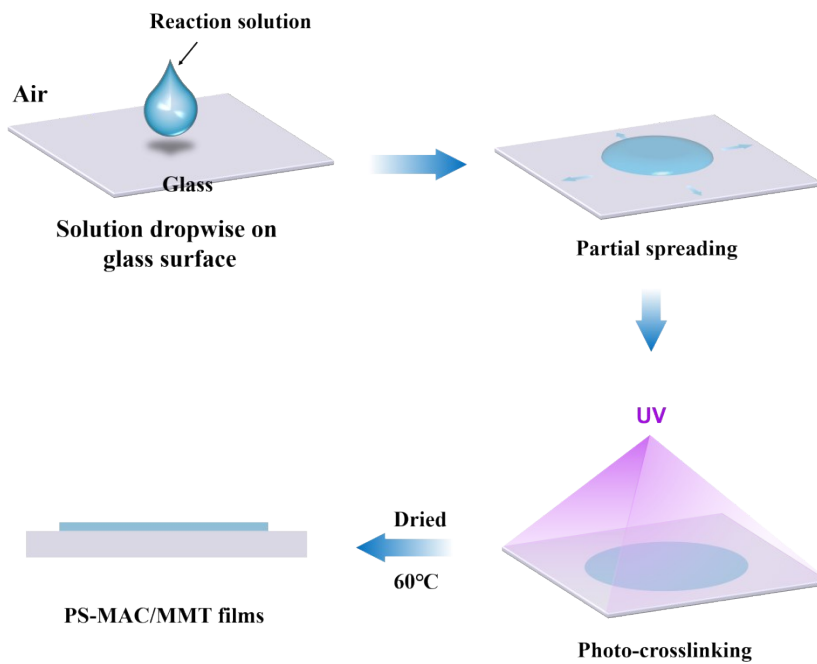 Reaction solution
Air
Glass
Solution dropwise on
glass surface
Partial spreading
UV
Dried
60℃
PS-MAC/MMT films
Photo-crosslinking